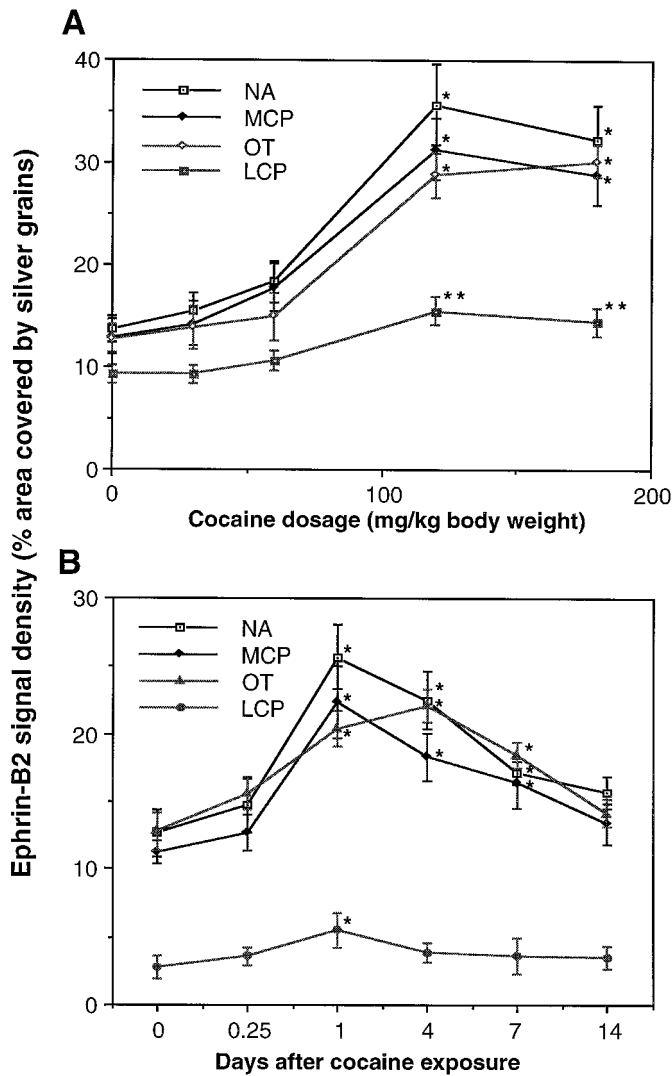 A
40
30
20
10
0
NA
MCP
OT
LCP
*
*
*
*
*
*
**
**
0 100 200
Cocaine dosage (mg/kg body weight)
Ephrin-B2 signal density (% area covered by silver grains)
B
30
20
10
0
NA
MCP
OT
LCP
*
*
*
*
*
*
*
*
*
*
0 0.25 1 4 7 14
Days after cocaine exposure